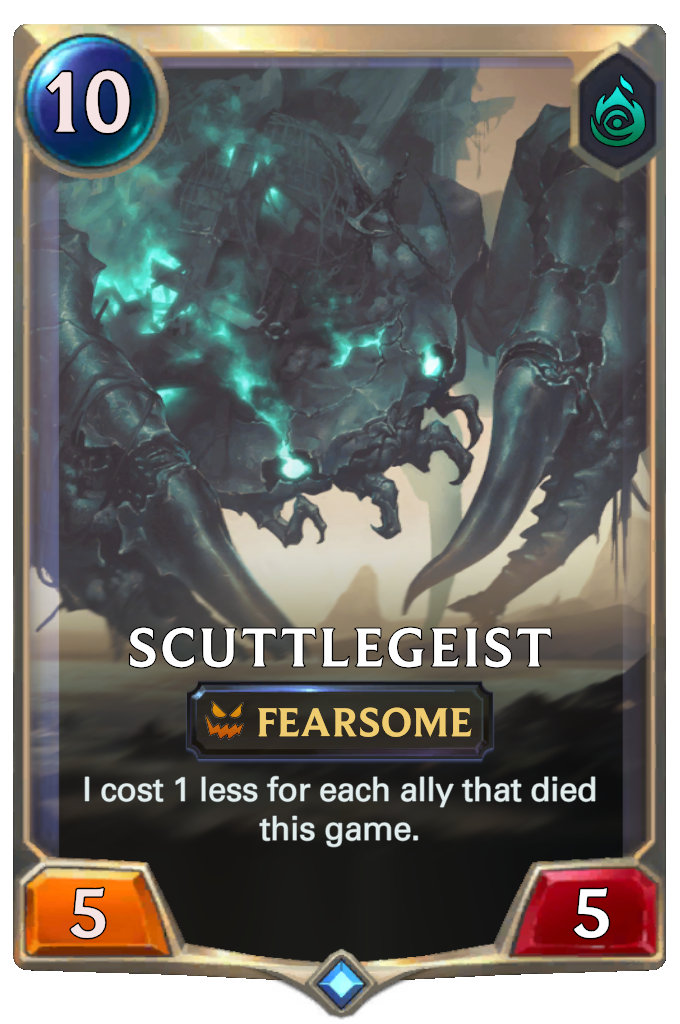 10
SCUTTLEGEIST
FEARSOME
I cost 1 less for each ally that died
this game.
5 5